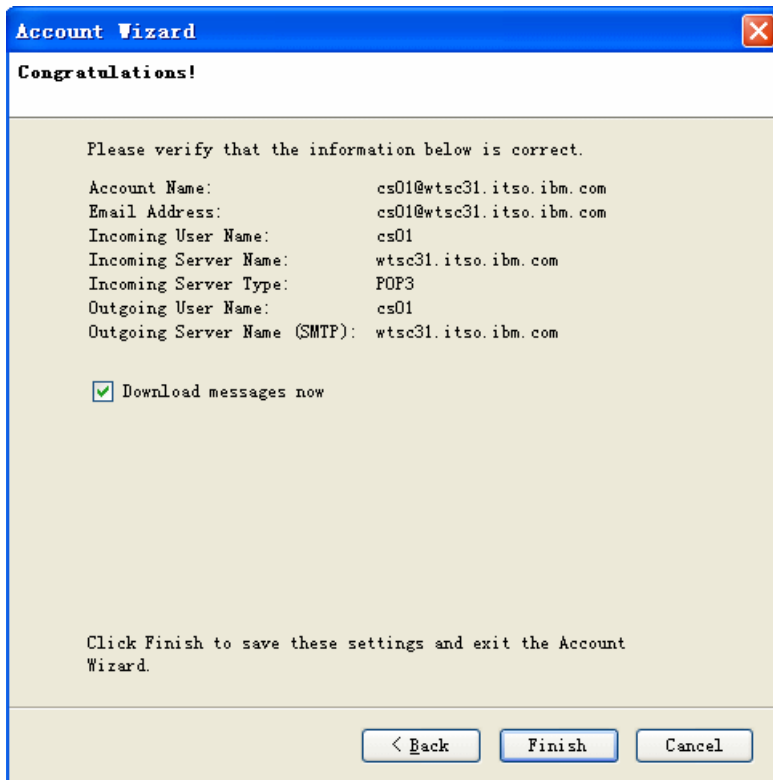 Account Wizard
Congratulations!
Please verify that the information below is correct.
Account Name: cs01@wtsc31.itso.ibm.com
Email Address: cs01@wtsc31.itso.ibm.com
Incoming User Name: cs01
Incoming Server Name: wtsc31.itso.ibm.com
Incoming Server Type: POP3
Outgoing User Name: cs01
Outgoing Server Name (SMTP): wtsc31.itso.ibm.com
Download messages now
Click Finish to save these settings and exit the Account
Wizard.
< Back Finish Cancel